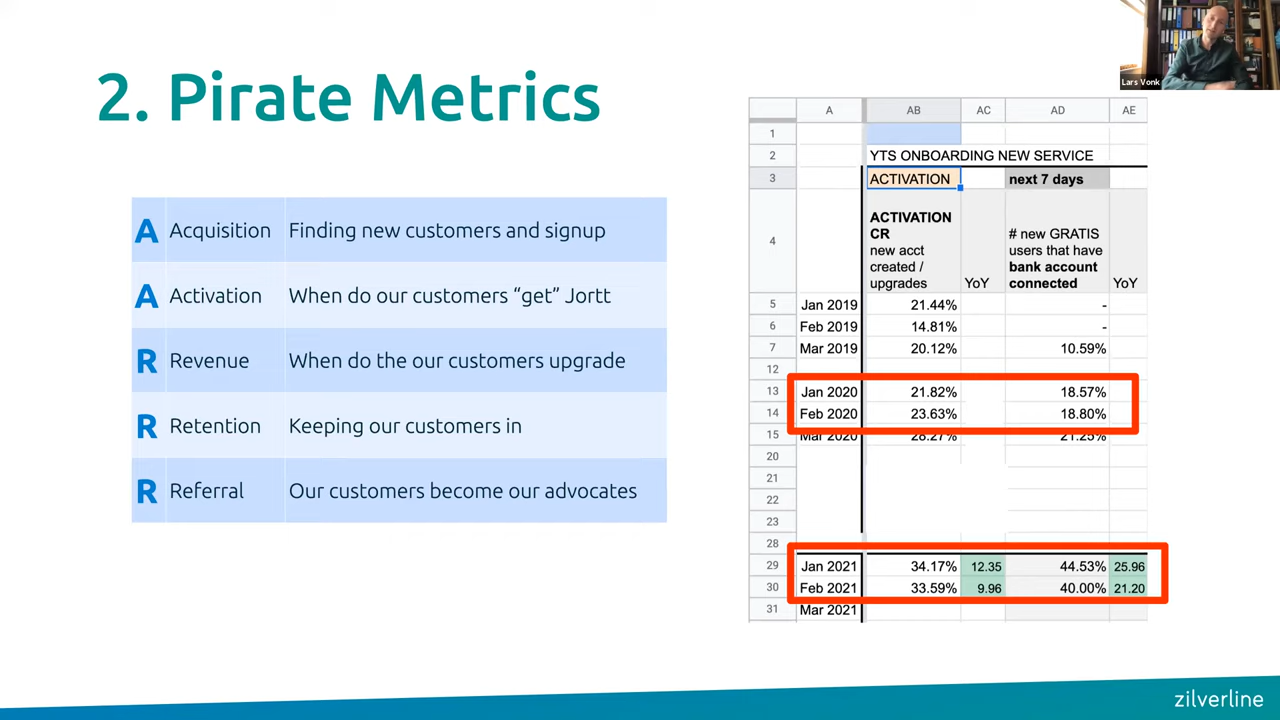 2. Pirate Metrics
Lars Vonk
A Acquisition Finding new customers and signup
A Activation When do our customers “get” Jortt
R Revenue When do the our customers upgrade
R Retention Keeping our customers in
R Referral Our customers become our advocates
A AB AC AD AE
1
2 YTS ONBOARDING NEW SERVICE
3 ACTIVATION next 7 days
4
ACTIVATION
CR
new acct
created /
upgrades
YoY
# new GRATIS
users that have
bank account
connected
YoY
5 Jan 2019 21.44% -
6 Feb 2019 14.81% -
7 Mar 2019 20.12% 10.59%
12
13 Jan 2020 21.82% 18.57%
14 Feb 2020 23.63% 18.80%
15 Mar 2020 28.27% 21.25%
20
21
22
23
28
29 Jan 2021 34.17% 12.35 44.53% 25.96
30 Feb 2021 33.59% 9.96 40.00% 21.20
31 Mar 2021
zilverline